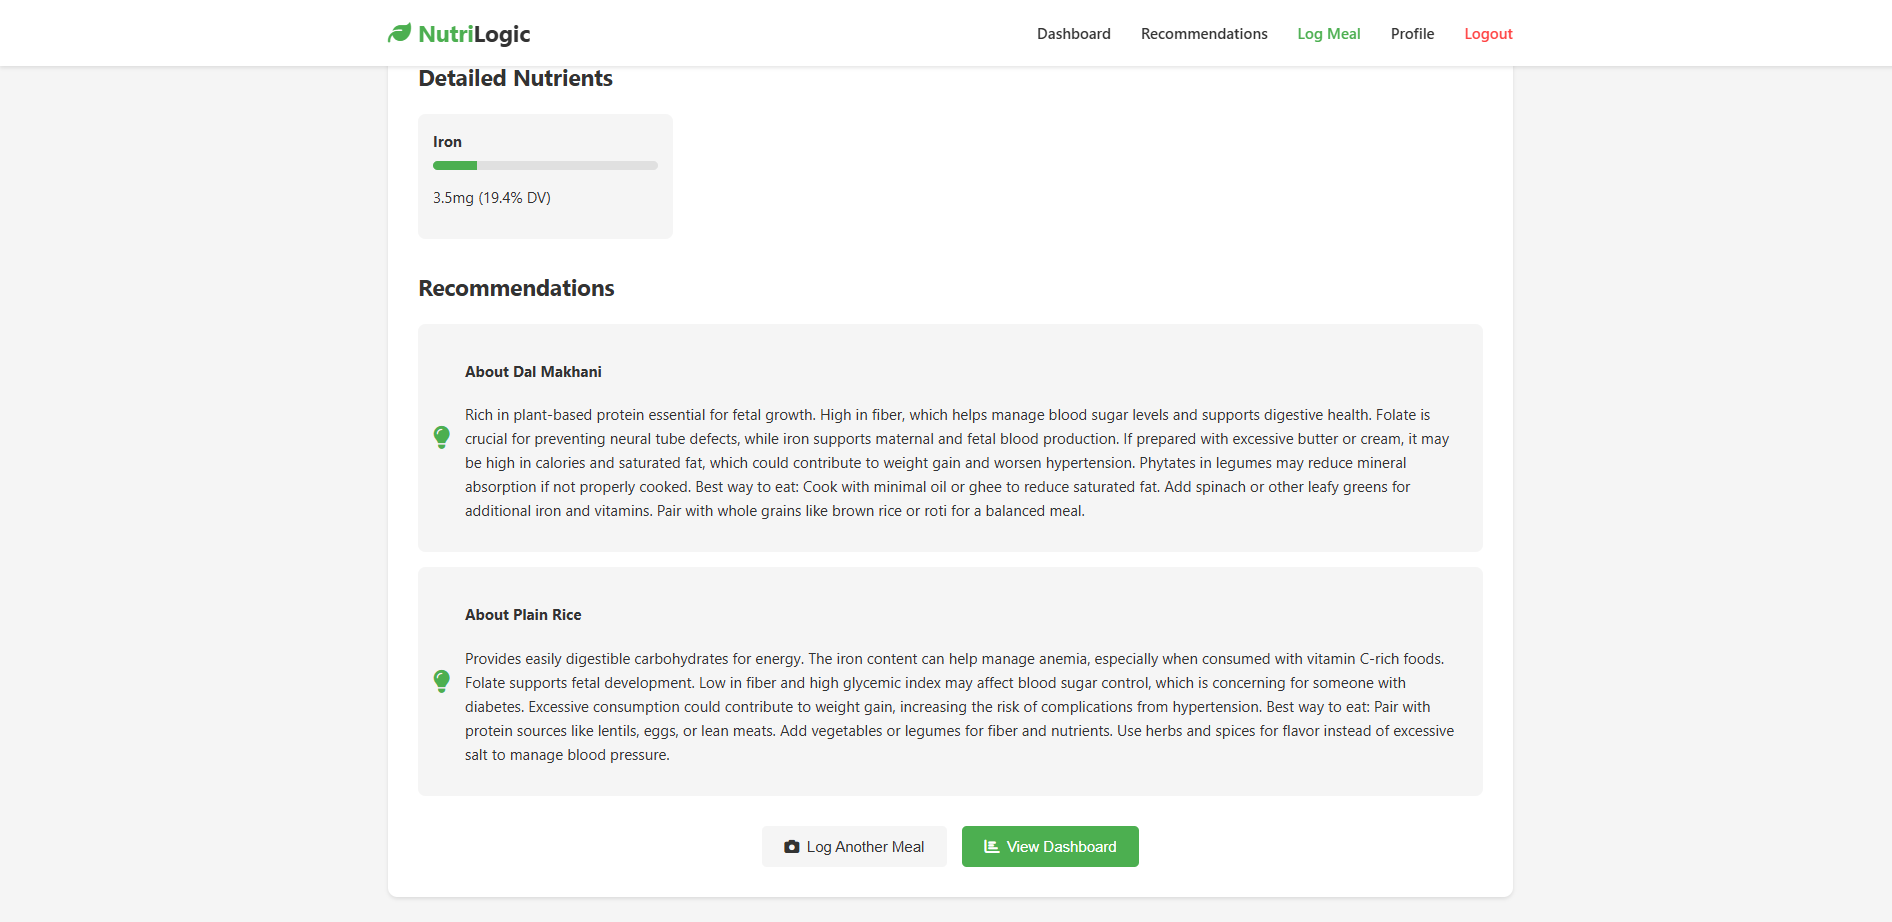 NutriLogic
Dashboard
Recommendations
Log Meal
Profile
Logout
Detailed Nutrients
Iron
3.5mg (19.4% DV)
Recommendations
About Dal Makhani
Rich in plant-based protein essential for fetal growth. High in fiber, which helps manage blood sugar levels and supports digestive health. Folate is
crucial for preventing neural tube defects, while iron supports maternal and fetal blood production. If prepared with excessive butter or cream, it may
be high in calories and saturated fat, which could contribute to weight gain and worsen hypertension. Phytates in legumes may reduce mineral
absorption if not properly cooked. Best way to eat: Cook with minimal oil or ghee to reduce saturated fat. Add spinach or other leafy greens for
additional iron and vitamins. Pair with whole grains like brown rice or roti for a balanced meal.
About Plain Rice
Provides easily digestible carbohydrates for energy. The iron content can help manage anemia, especially when consumed with vitamin C-rich foods.
Folate supports fetal development. Low in fiber and high glycemic index may affect blood sugar control, which is concerning for someone with
diabetes. Excessive consumption could contribute to weight gain, increasing the risk of complications from hypertension. Best way to eat: Pair with
protein sources like lentils, eggs, or lean meats. Add vegetables or legumes for fiber and nutrients. Use herbs and spices for flavor instead of excessive
salt to manage blood pressure.
Log Another Meal
View Dashboard